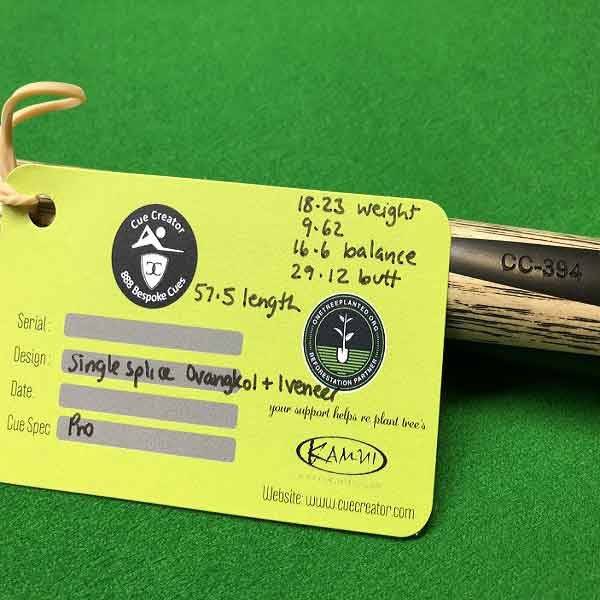 Cue Creator
888 Bespoke Cues
18.23 weight
9.62
16.6 balance
29.12 butt
57.5 length
CC-394
ONETREEPLANTED.ORG
REFORESTATION PARTNER
Serial:
Design: Single Splice Ovangkol + 1 veneer
Date:
Cue Spec Pro
your support helps re plant tree's
KAMUI
Website: www.cuecreator.com